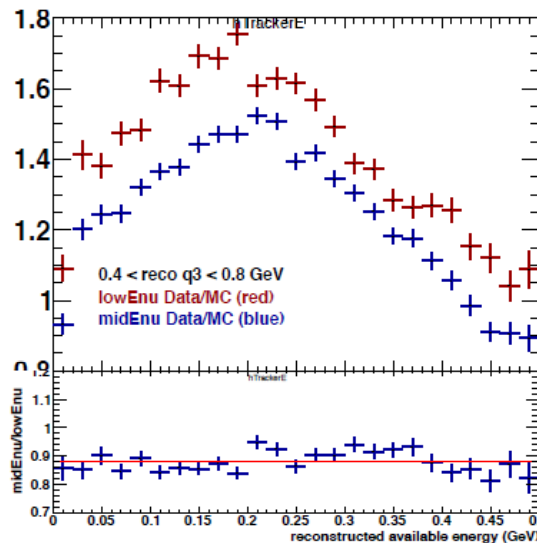 1.8
hTrackerE
1.6
1.4
1.2
0.4 < reco q3 < 0.8 GeV
lowEnu Data/MC (red)
1
midEnu Data/MC (blue)
1.2
hTrackerE
1.1
1
0.9
0.8
0.7
midEnu/lowEnu
0 0.05 0.1 0.15 0.2 0.25 0.3 0.35 0.4 0.45 0.
reconstructed available energy (GeV)